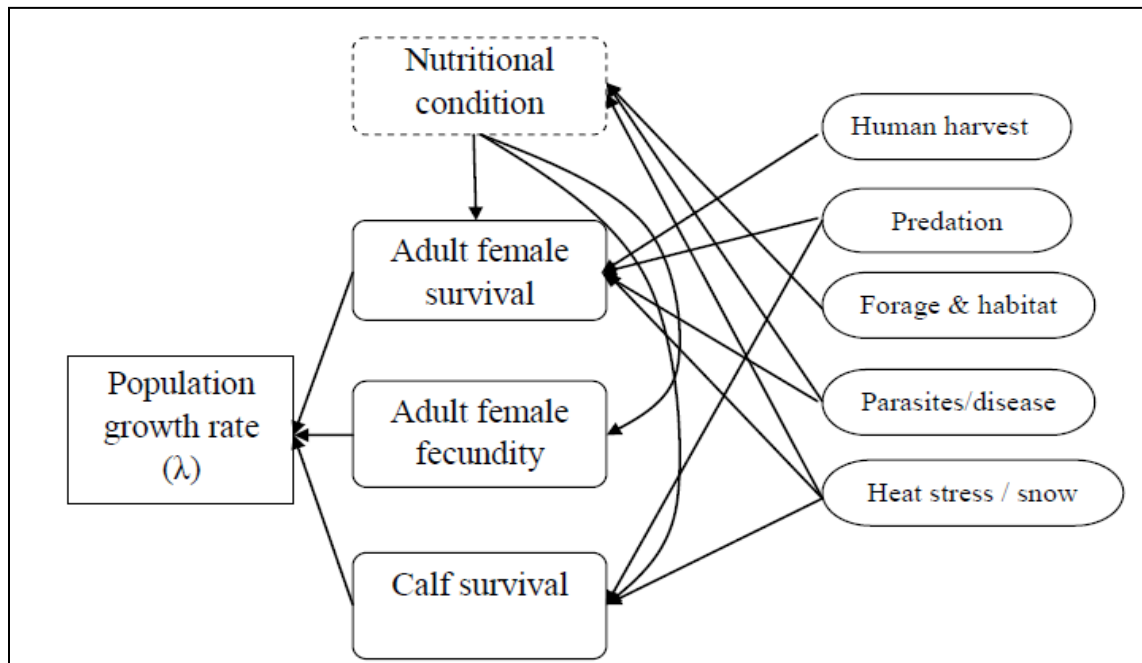 Nutritional
condition
Human harvest
Predation
Adult female
survival
Forage & habitat
Population
growth rate
(λ)
Adult female
fecundity
Parasites/disease
Heat stress / snow
Calf survival